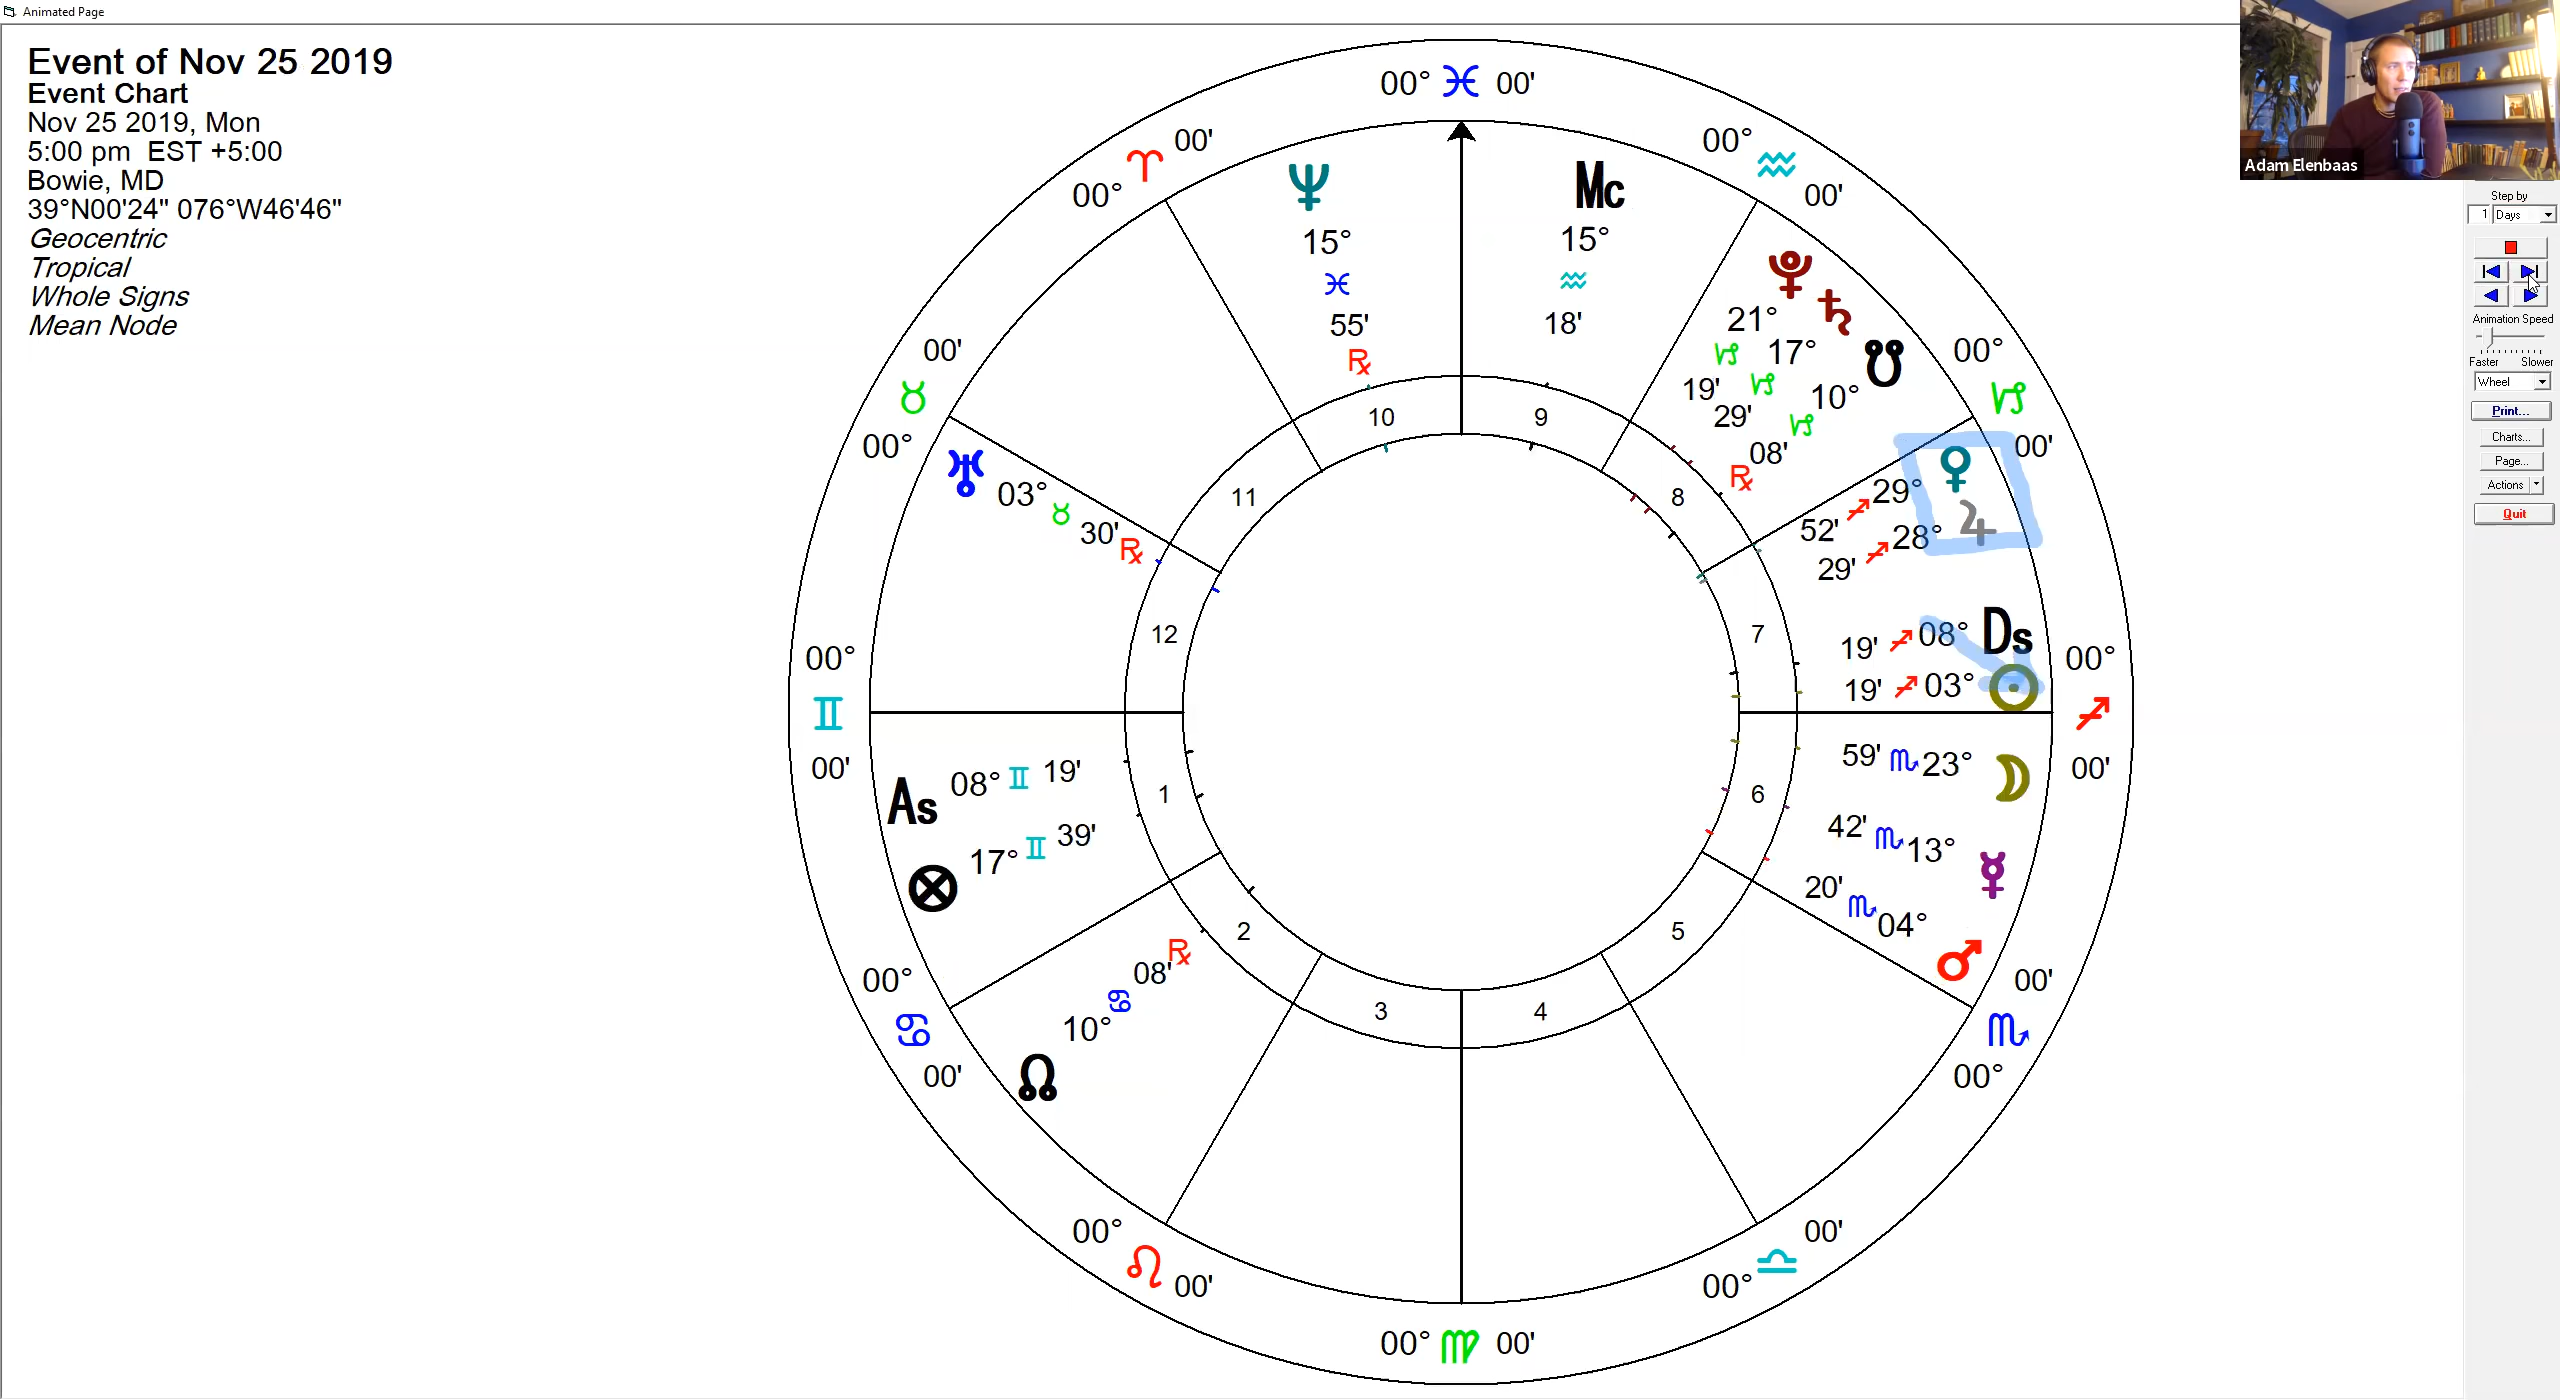 Animated Page
Event of Nov 25 2019
Event Chart
Nov 25 2019, Mon
5:00 pm EST +5:00
Bowie, MD
39°N00'24" 076°W46'46"
Geocentric
Tropical
Whole Signs
Mean Node
Adam Elenbaas
Step by
1 Days
Animation Speed
Faster Slower
Wheel
Print...
Charts...
Page...
Actions
Quit
00° ♓ 00'
00° ♒ 00'
00° ♑ 00'
00° ♐ 00'
00° ♏ 00'
00° ♎ 00'
00° ♍ 00'
00° ♌ 00'
00° ♋ 00'
00° ♊ 00'
00° ♉ 00'
00° ♈ 00'
♆ 15° ♓ 55' ℞
Mc 15° ♒ 18'
♇ 21° ♑ 19'
♄ 17° ♑ 29'
☋ 10° ♑ 08' ℞
♀ 29° ♐ 52'
♃ 28° ♐ 29'
Ds 08° ♐ 19'
☉ 03° ♐ 19'
☽ 23° ♏ 59'
☿ 13° ♏ 42'
♂ 04° ♏ 20'
☊ 10° ♋ 08' ℞
⊗ 17° ♊ 39'
As 08° ♊ 19'
♅ 03° ♉ 30' ℞
1
2
3
4
5
6
7
8
9
10
11
12